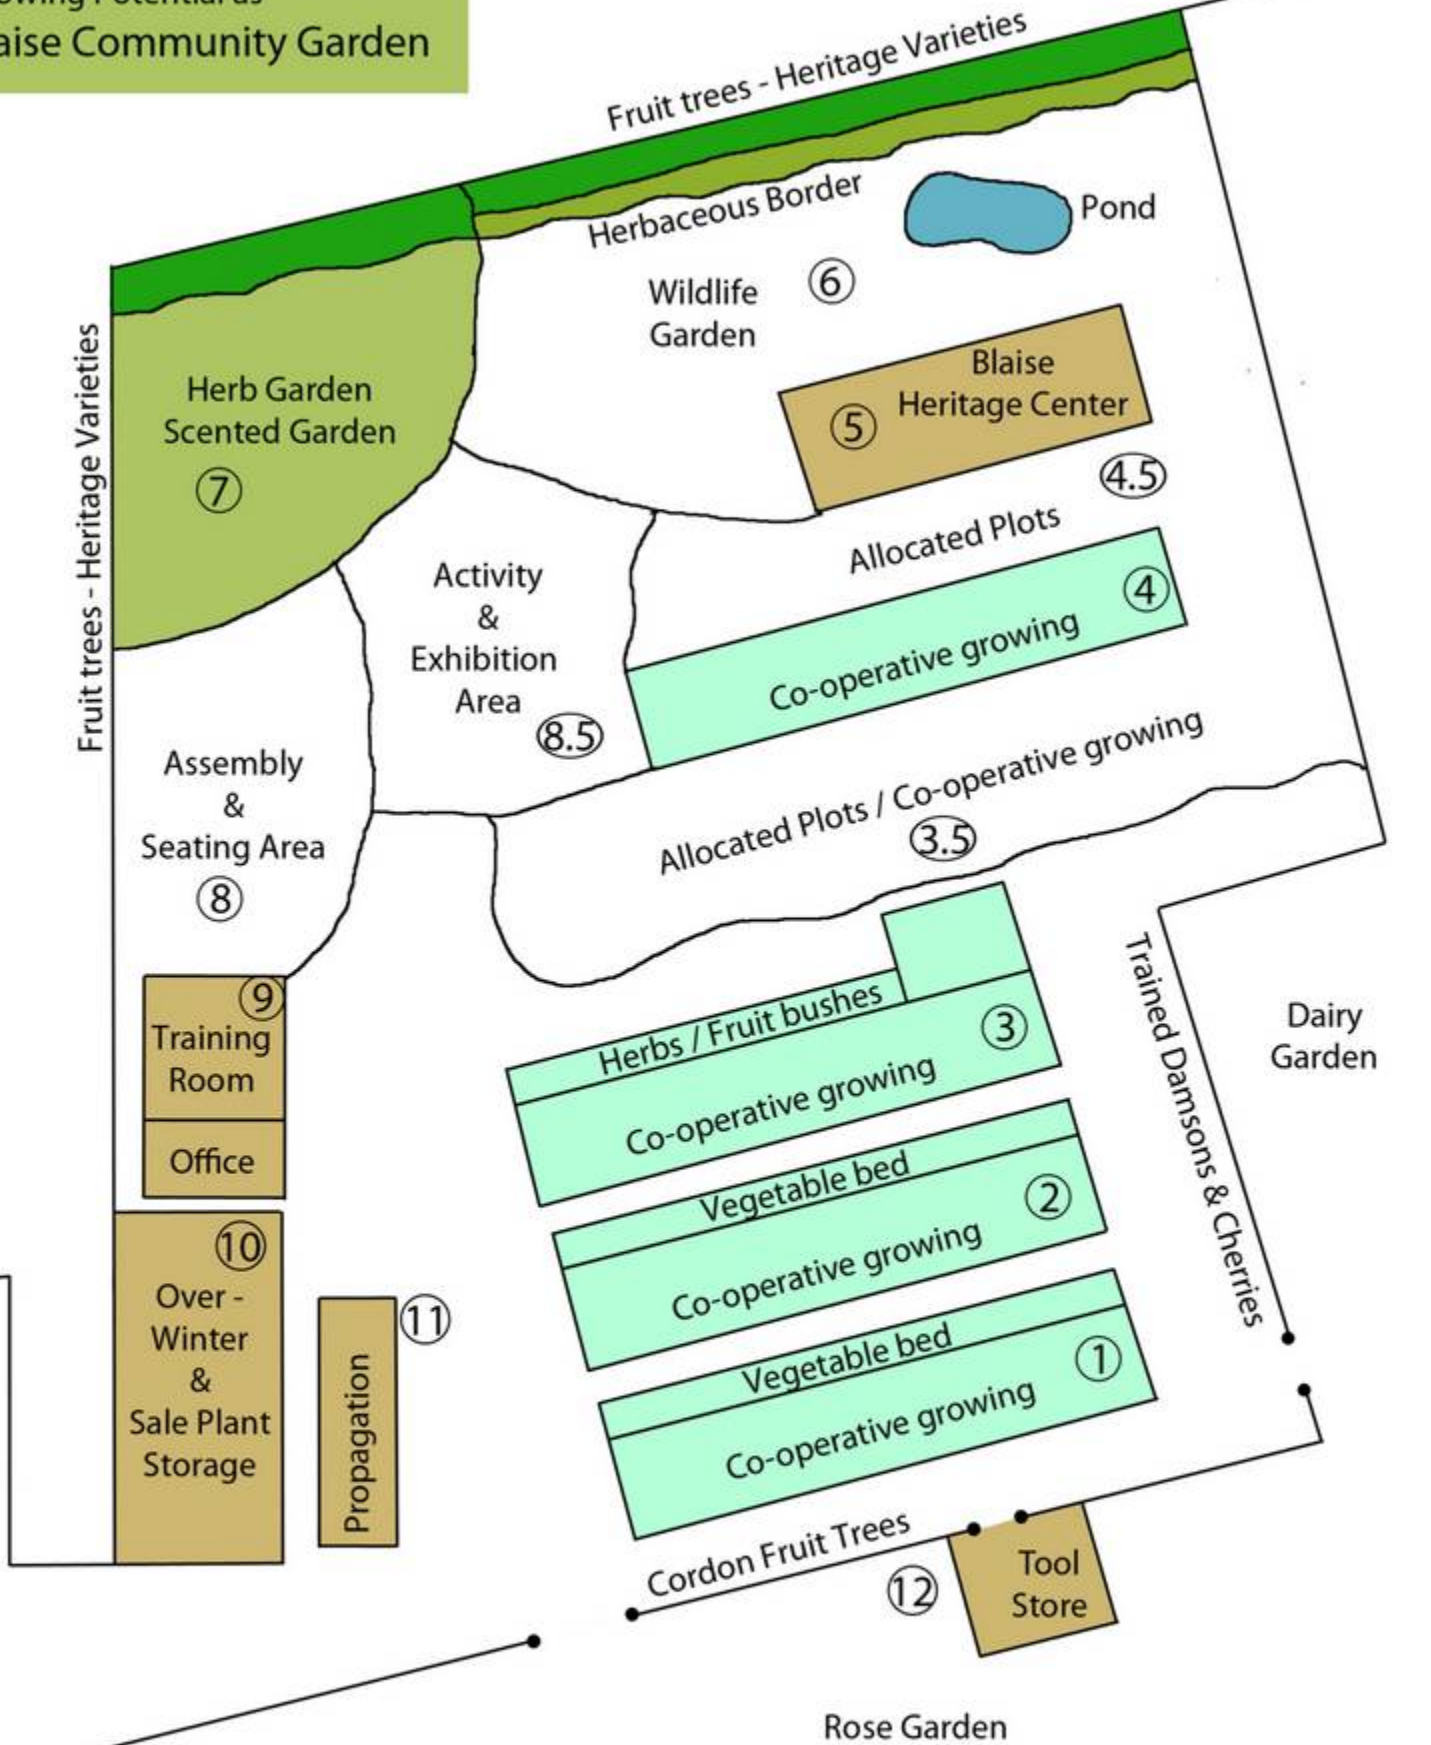 aise Community Garden
Fruit trees - Heritage Varieties
Herbaceous Border
Pond
Wildlife
Garden
6
Blaise
Heritage Center
5
4.5
Fruit trees - Heritage Varieties
Herb Garden
Scented Garden
7
Allocated Plots
4
Co-operative growing
Activity
&
Exhibition
Area
8.5
Allocated Plots / Co-operative growing
3.5
Assembly
&
Seating Area
8
9
Training
Room
Office
Herbs / Fruit bushes
3
Co-operative growing
Trained Damsons & Cherries
Dairy
Garden
Vegetable bed
2
Co-operative growing
10
Over -
Winter
&
Sale Plant
Storage
11
Propagation
Vegetable bed
1
Co-operative growing
Cordon Fruit Trees
12
Tool
Store
Rose Garden